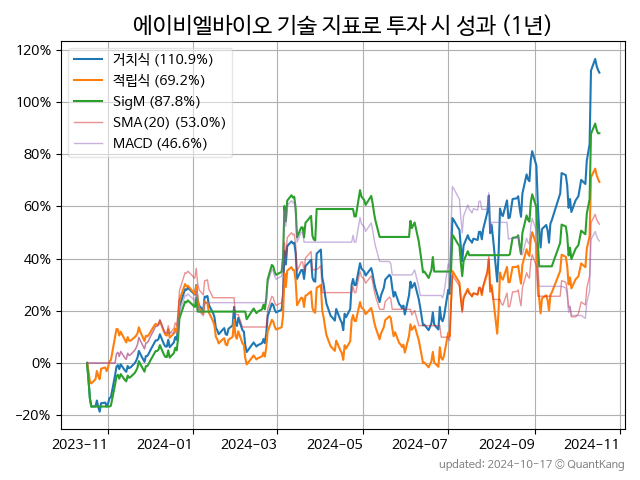 에이비엘바이오 기술 지표로 투자 시 성과 (1년)
120%
100%
80%
60%
40%
20%
0%
−20%
거치식 (110.9%)
적립식 (69.2%)
SigM (87.8%)
SMA(20) (53.0%)
MACD (46.6%)
2023-11 2024-01 2024-03 2024-05 2024-07 2024-09 2024-11
updated: 2024-10-17 © QuantKang